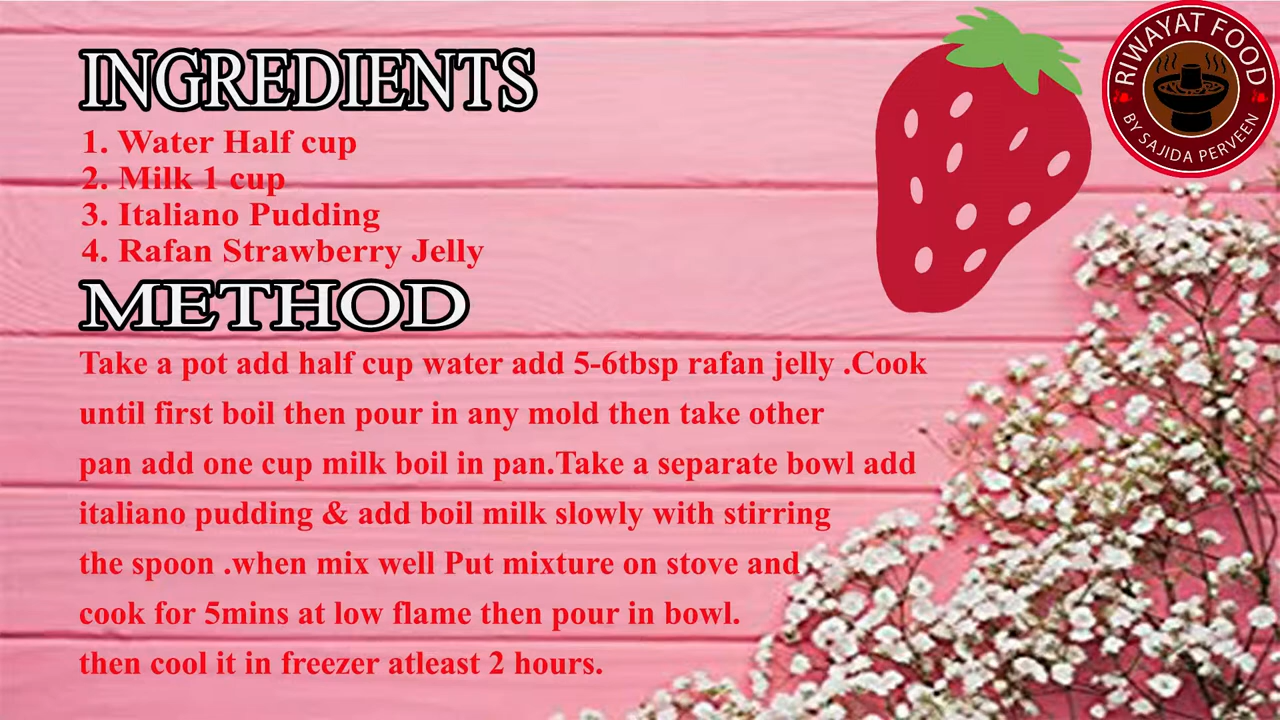 RIWAYAT FOOD
BY SAJIDA PERVEEN
INGREDIENTS
1. Water Half cup
2. Milk 1 cup
3. Italiano Pudding
4. Rafan Strawberry Jelly
METHOD
Take a pot add half cup water add 5-6tbsp rafan jelly .Cook
until first boil then pour in any mold then take other
pan add one cup milk boil in pan.Take a separate bowl add
italiano pudding & add boil milk slowly with stirring
the spoon .when mix well Put mixture on stove and
cook for 5mins at low flame then pour in bowl.
then cool it in freezer atleast 2 hours.